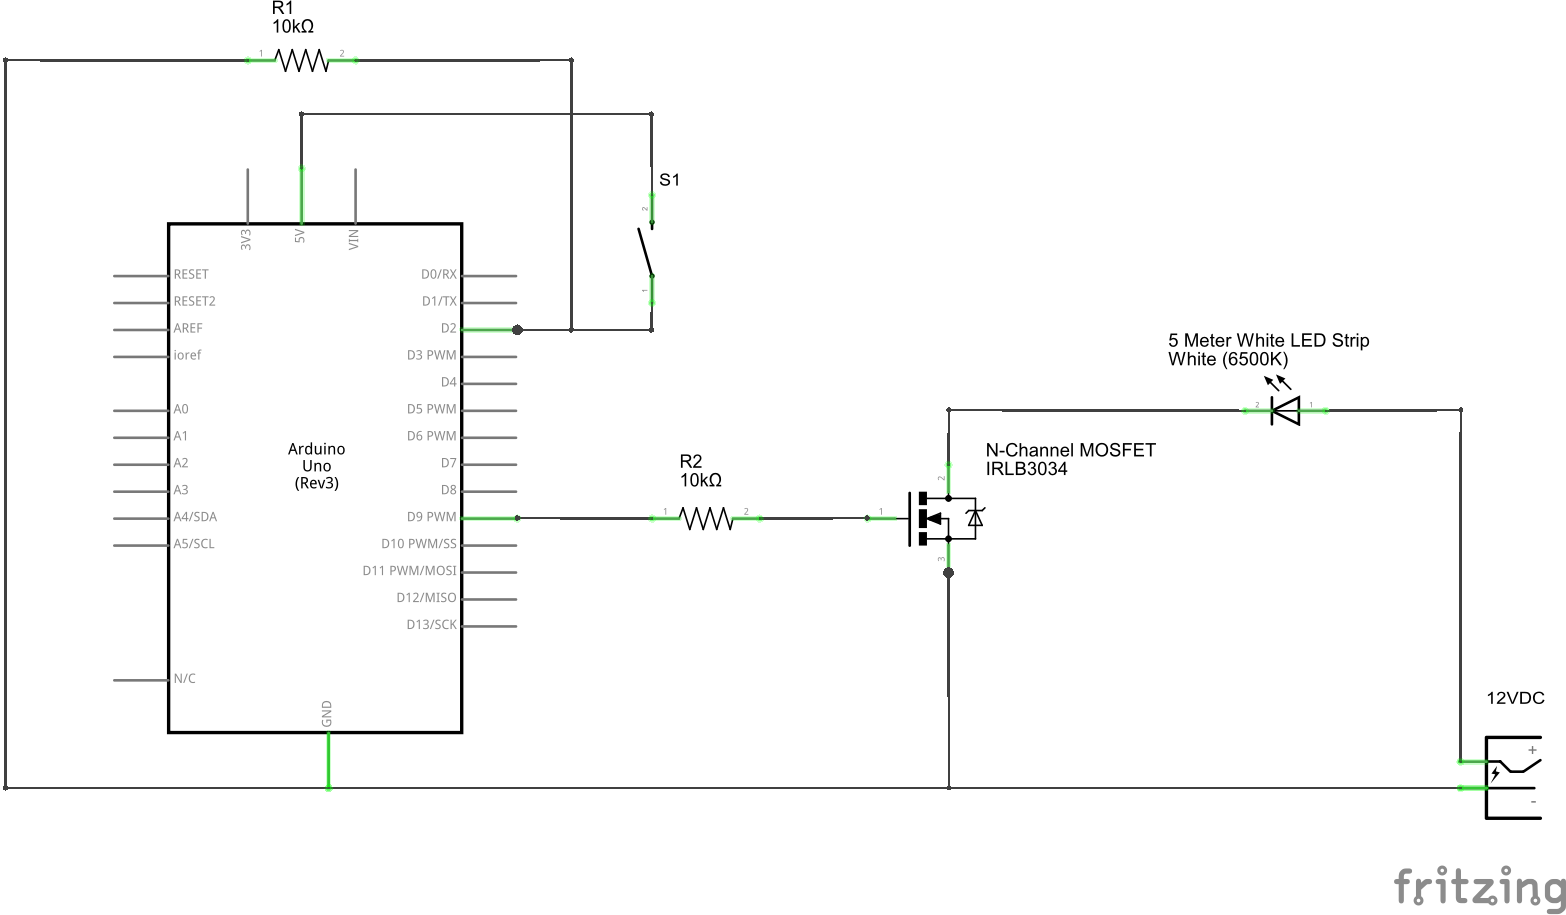 R1
10kΩ
1
2
S1
2
1
3V3
5V
VIN
RESET
RESET2
AREF
ioref
A0
A1
A2
A3
A4/SDA
A5/SCL
N/C
D0/RX
D1/TX
D2
D3 PWM
D4
D5 PWM
D6 PWM
D7
D8
D9 PWM
D10 PWM/SS
D11 PWM/MOSI
D12/MISO
D13/SCK
GND
Arduino
Uno
(Rev3)
R2
10kΩ
1
2
N-Channel MOSFET
IRLB3034
2
1
3
5 Meter White LED Strip
White (6500K)
2
1
12VDC
+
-
fritzing